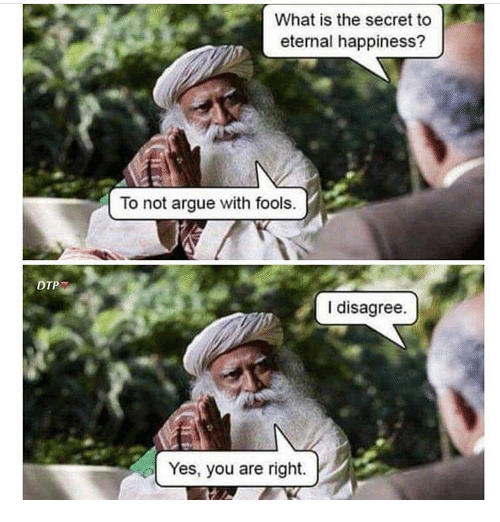 What is the secret to
eternal happiness?
To not argue with fools.
DTP
I disagree.
Yes, you are right.